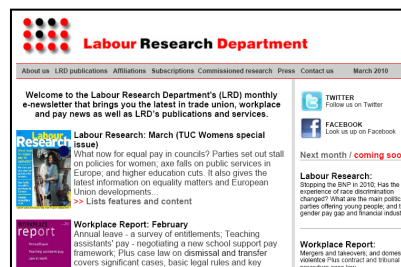 Labour Research Department
About us LRD publications Affiliations Subscriptions Commissioned research Press Contact us March 2010
Welcome to the Labour Research Department's (LRD) monthly
e-newsletter that brings you the latest in trade union, workplace
and pay news as well as LRD's publications and services.
Labour
Research
Labour Research: March (TUC Womens special
issue)
What now for equal pay in councils? Parties set out stall
on policies for women; axe falls on public services in
Europe; and higher education cuts. It also gives the
latest information on equality matters and European
Union developments...
>> Lists features and content
WORKPLACE
report
Workplace Report: February
Annual leave - a survey of entitlements; Teaching
assistants' pay - negotiating a new school support pay
framework; Plus case law on dismissal and transfer
covers significant cases, basic legal rules and key
TWITTER
Follow us on Twitter
FACEBOOK
Look us up on Facebook
Next month / coming soo
Labour Research:
Stopping the BNP in 2010; Has the
experience of race discrimination
changed? What are the main politic
parties offering young people; and t
gender pay gap and financial indust
Workplace Report:
Mergers and takeovers; and domes
violence Plus contract and tribunal